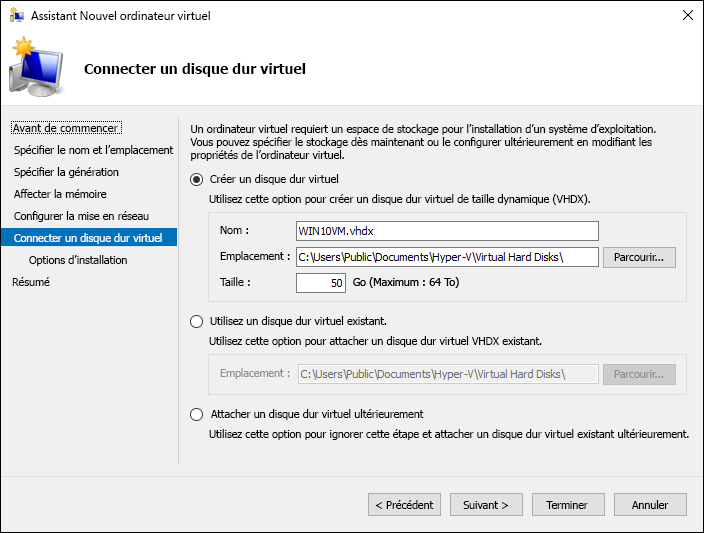 Assistant Nouvel ordinateur virtuel
Connecter un disque dur virtuel
Avant de commencer
Spécifier le nom et l'emplacement
Spécifier la génération
Affecter la mémoire
Configurer la mise en réseau
Connecter un disque dur virtuel
Options d'installation
Résumé
Un ordinateur virtuel requiert un espace de stockage pour l'installation d'un système d'exploitation.
Vous pouvez spécifier le stockage dès maintenant ou le configurer ultérieurement en modifiant les
propriétés de l'ordinateur virtuel.
Créer un disque dur virtuel
Utilisez cette option pour créer un disque dur virtuel de taille dynamique (VHDX).
Nom : WIN10VM.vhdx
Emplacement : C:\Users\Public\Documents\Hyper-V\Virtual Hard Disks\ Parcourir...
Taille : 50 Go (Maximum : 64 To)
Utilisez un disque dur virtuel existant.
Utilisez cette option pour attacher un disque dur virtuel VHDX existant.
Emplacement : C:\Users\Public\Documents\Hyper-V\Virtual Hard Disks\ Parcourir...
Attacher un disque dur virtuel ultérieurement
Utilisez cette option pour ignorer cette étape et attacher un disque dur virtuel existant ultérieurement.
< Précédent Suivant > Terminer Annuler